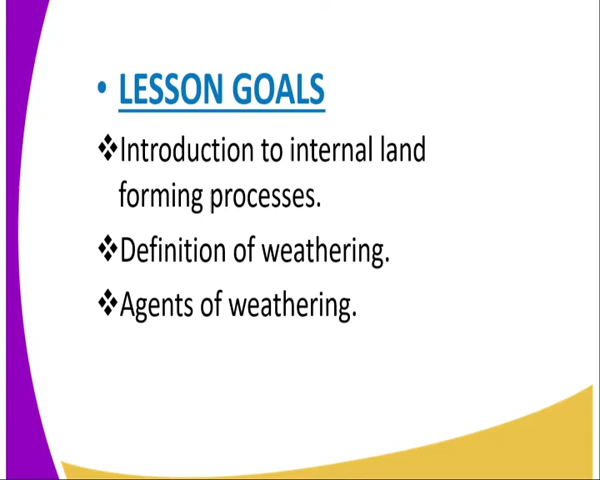 • LESSON GOALS
❖Introduction to internal land
forming processes.
❖Definition of weathering.
❖Agents of weathering.